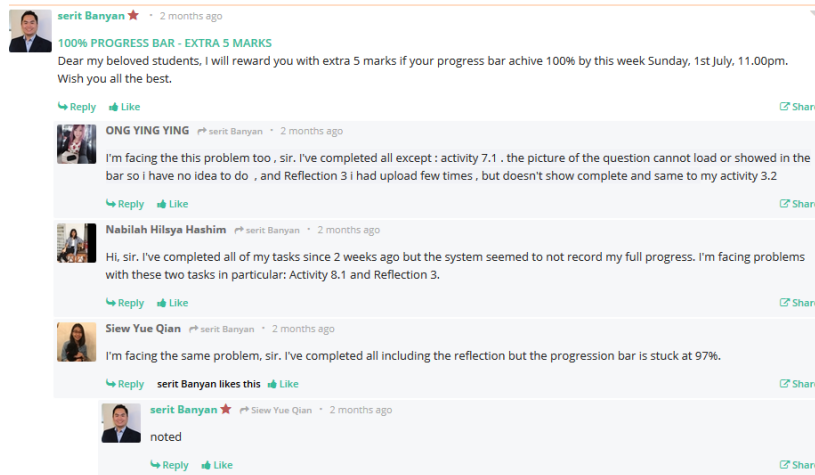 serit Banyan • 2 months ago
100% PROGRESS BAR - EXTRA 5 MARKS
Dear my beloved students, I will reward you with extra 5 marks if your progress bar achive 100% by this week Sunday, 1st July, 11.00pm.
Wish you all the best.
Reply Like Share
ONG YING YING serit Banyan • 2 months ago
I'm facing the this problem too , sir. I've completed all except : activity 7.1 . the picture of the question cannot load or showed in the
bar so i have no idea to do , and Reflection 3 i had upload few times , but doesn't show complete and same to my activity 3.2
Reply Like Share
Nabilah Hilsya Hashim serit Banyan • 2 months ago
Hi, sir. I've completed all of my tasks since 2 weeks ago but the system seemed to not record my full progress. I'm facing problems
with these two tasks in particular: Activity 8.1 and Reflection 3.
Reply Like Share
Siew Yue Qian serit Banyan • 2 months ago
I'm facing the same problem, sir. I've completed all including the reflection but the progression bar is stuck at 97%.
Reply serit Banyan likes this Like Share
serit Banyan Siew Yue Qian • 2 months ago
noted
Reply Like Share